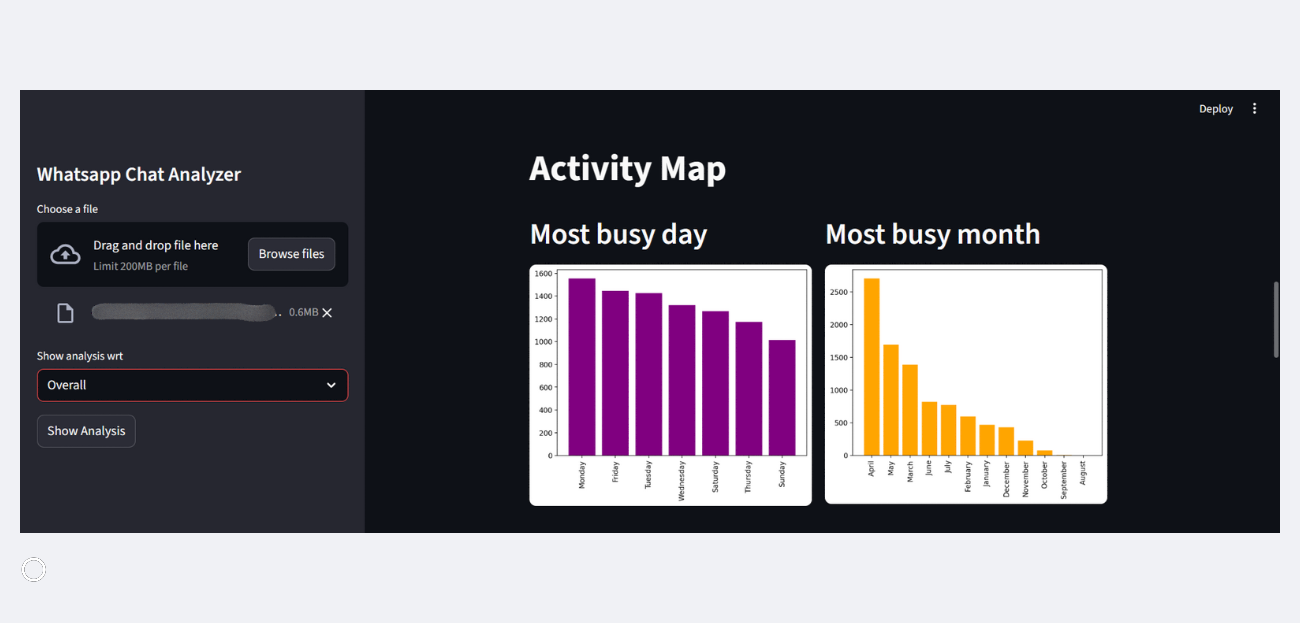 Deploy
Whatsapp Chat Analyzer
Choose a file
Drag and drop file here
Limit 200MB per file
Browse files
.. 0.6MB
Show analysis wrt
Overall
Show Analysis
Activity Map
Most busy day
1600
1400
1200
1000
800
600
400
200
0
Monday
Friday
Tuesday
Wednesday
Saturday
Thursday
Sunday
Most busy month
2500
2000
1500
1000
500
0
April
May
March
June
July
February
January
December
November
October
September
August